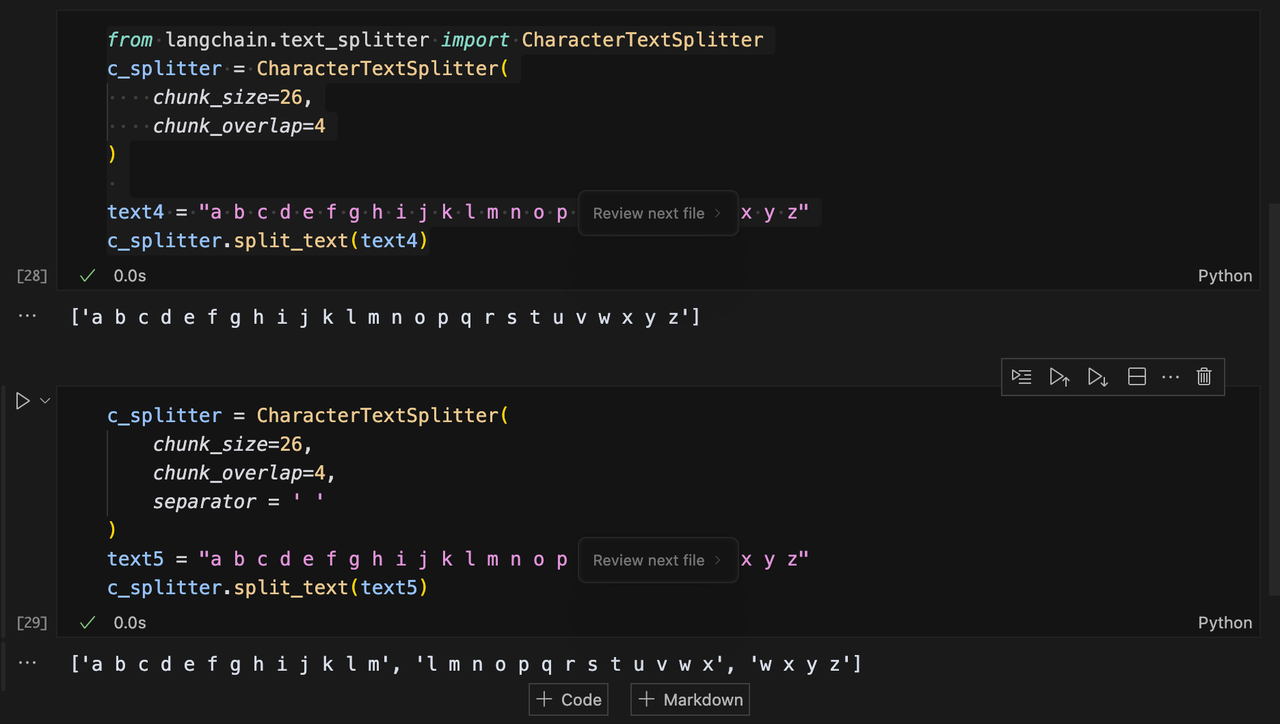 from langchain.text_splitter import CharacterTextSplitter
c_splitter = CharacterTextSplitter(
    chunk_size=26,
    chunk_overlap=4
)
text4 = "a b c d e f g h i j k l m n o p Review next file x y z"
c_splitter.split_text(text4)
[28] 0.0s Python
... ['a b c d e f g h i j k l m n o p q r s t u v w x y z']
c_splitter = CharacterTextSplitter(
    chunk_size=26,
    chunk_overlap=4,
    separator = ' '
)
text5 = "a b c d e f g h i j k l m n o p Review next file x y z"
c_splitter.split_text(text5)
[29] 0.0s Python
... ['a b c d e f g h i j k l m', 'l m n o p q r s t u v w x', 'w x y z']
+ Code + Markdown